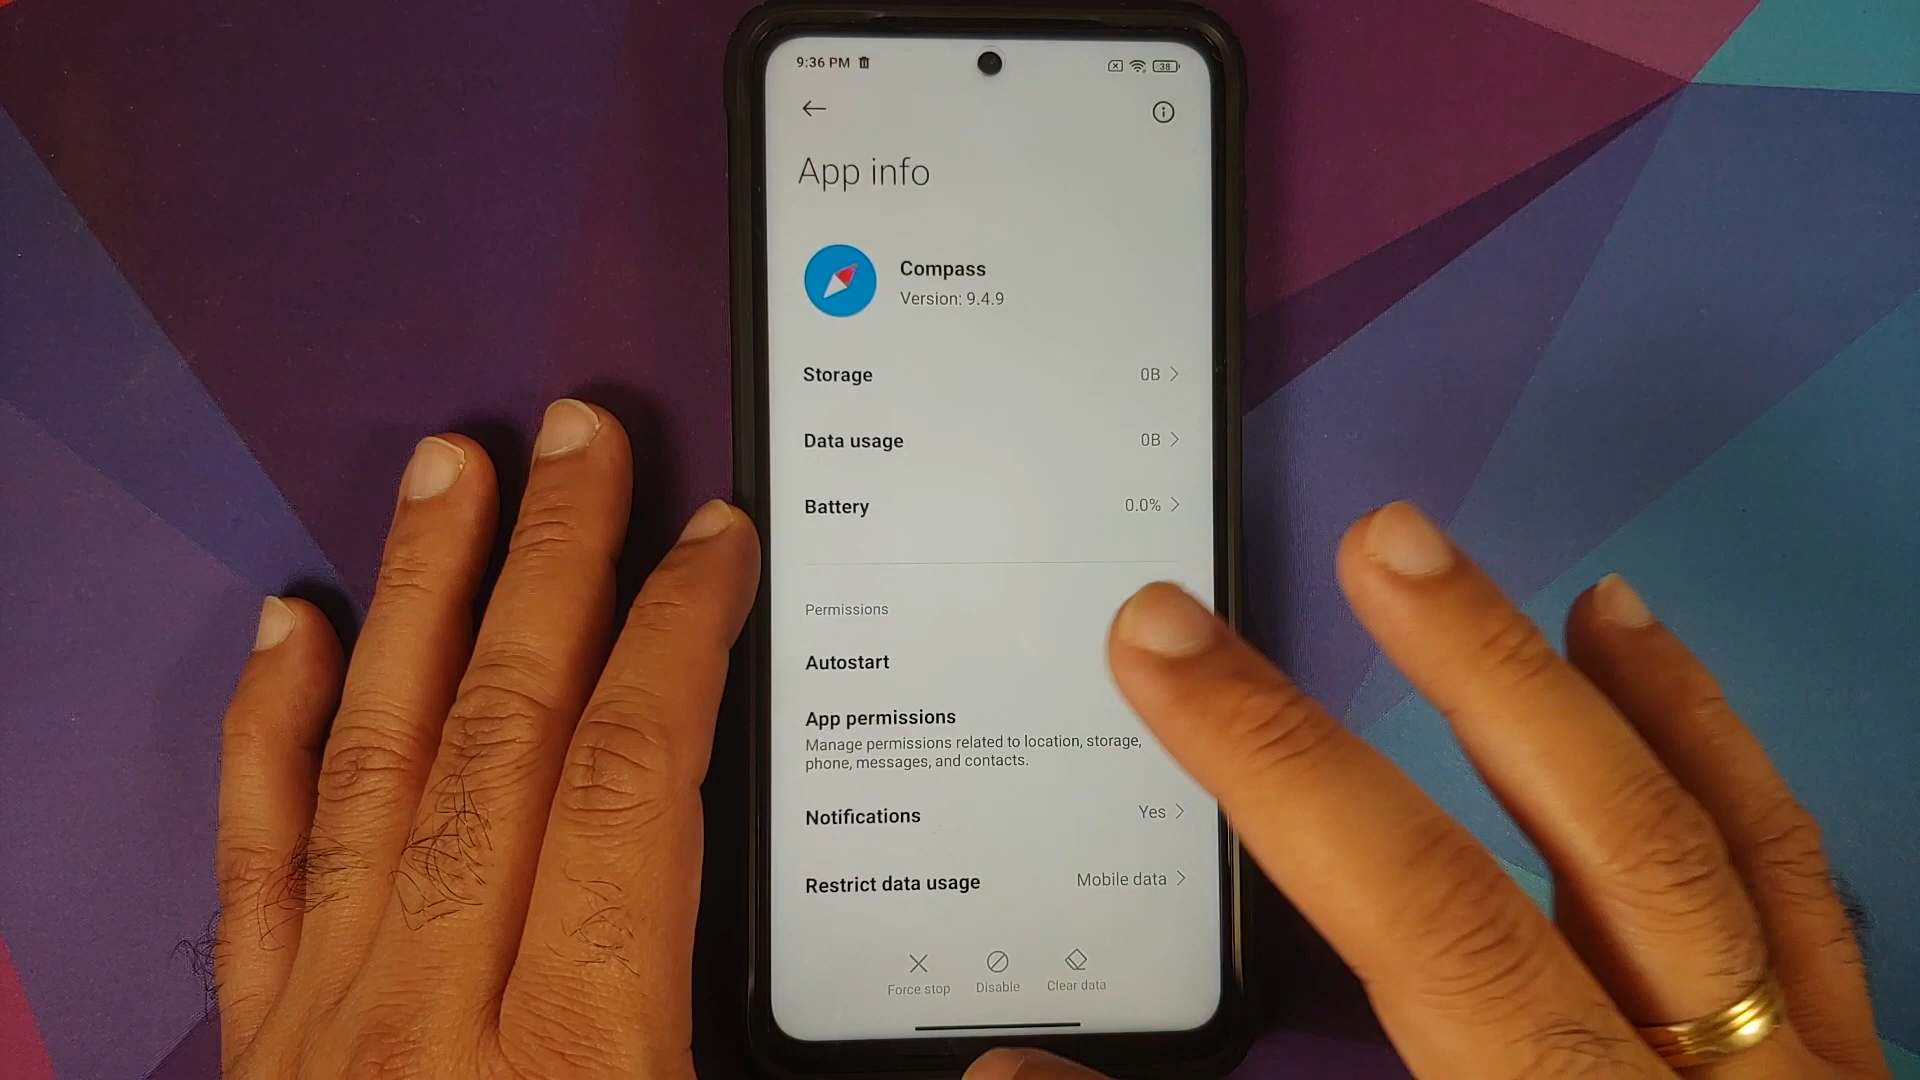 9:36 PM
38
App info
Compass
Version: 9.4.9
Storage 0B
Data usage 0B
Battery 0.0%
Permissions
Autostart
App permissions
Manage permissions related to location, storage,
phone, messages, and contacts.
Notifications Yes
Restrict data usage Mobile data
Force stop Disable Clear data